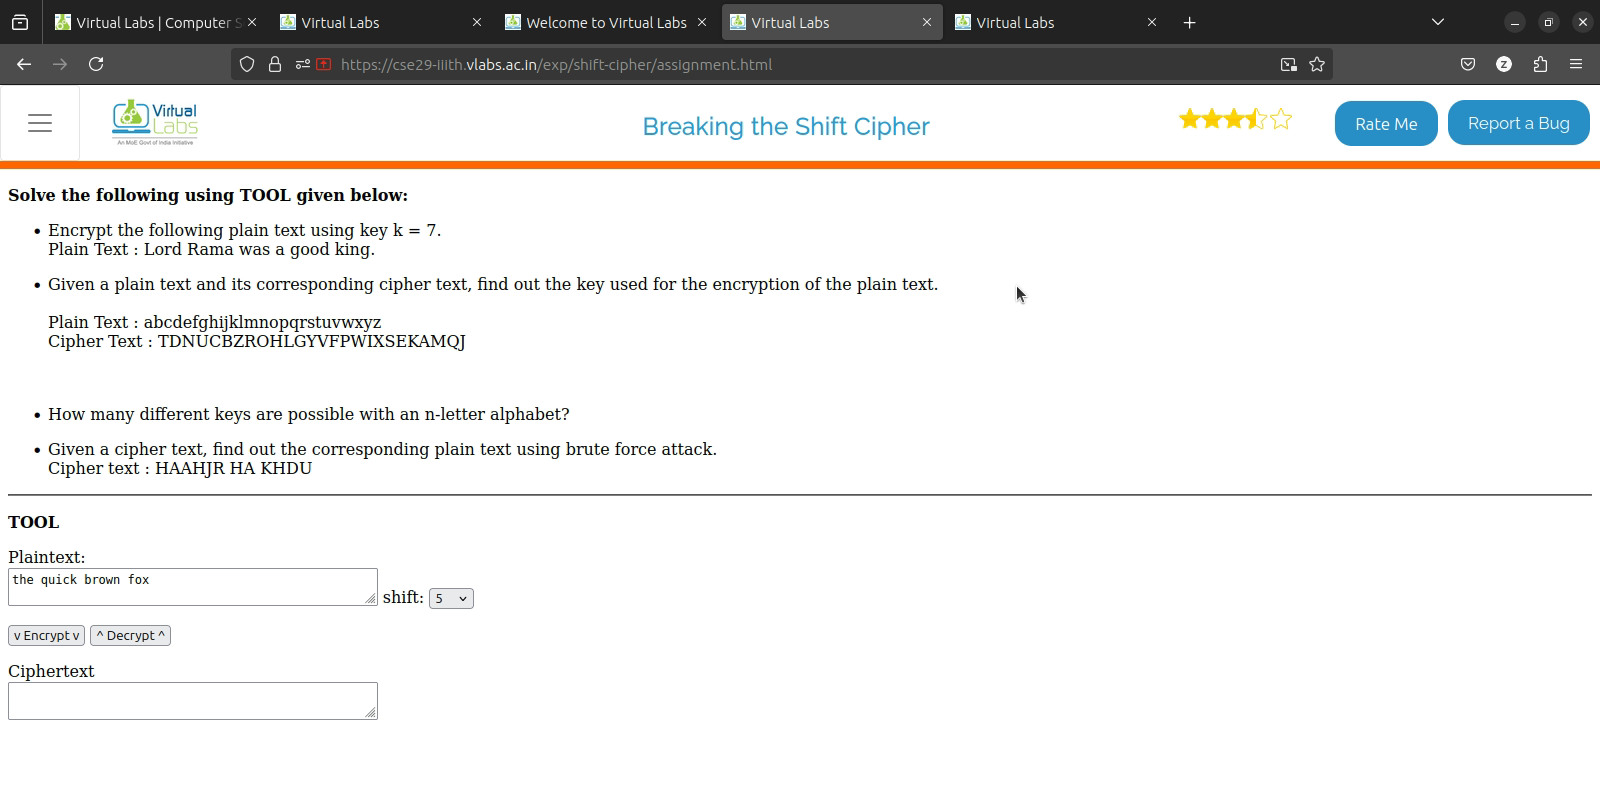 Virtual Labs | Computer S
Virtual Labs
Welcome to Virtual Labs
Virtual Labs
Virtual Labs
https://cse29-iiith.vlabs.ac.in/exp/shift-cipher/assignment.html
Z
Virtual
Labs
An MoE Govt of India Initiative
Breaking the Shift Cipher
Rate Me
Report a Bug
Solve the following using TOOL given below:
• Encrypt the following plain text using key k = 7.
Plain Text : Lord Rama was a good king.
• Given a plain text and its corresponding cipher text, find out the key used for the encryption of the plain text.
Plain Text : abcdefghijklmnopqrstuvwxyz
Cipher Text : TDNUCBZROHLGYVFPWIXSEKAMQJ
• How many different keys are possible with an n-letter alphabet?
• Given a cipher text, find out the corresponding plain text using brute force attack.
Cipher text : HAAHJR HA KHDU
TOOL
Plaintext:
the quick brown fox
shift: 5
v Encrypt v ^ Decrypt ^
Ciphertext